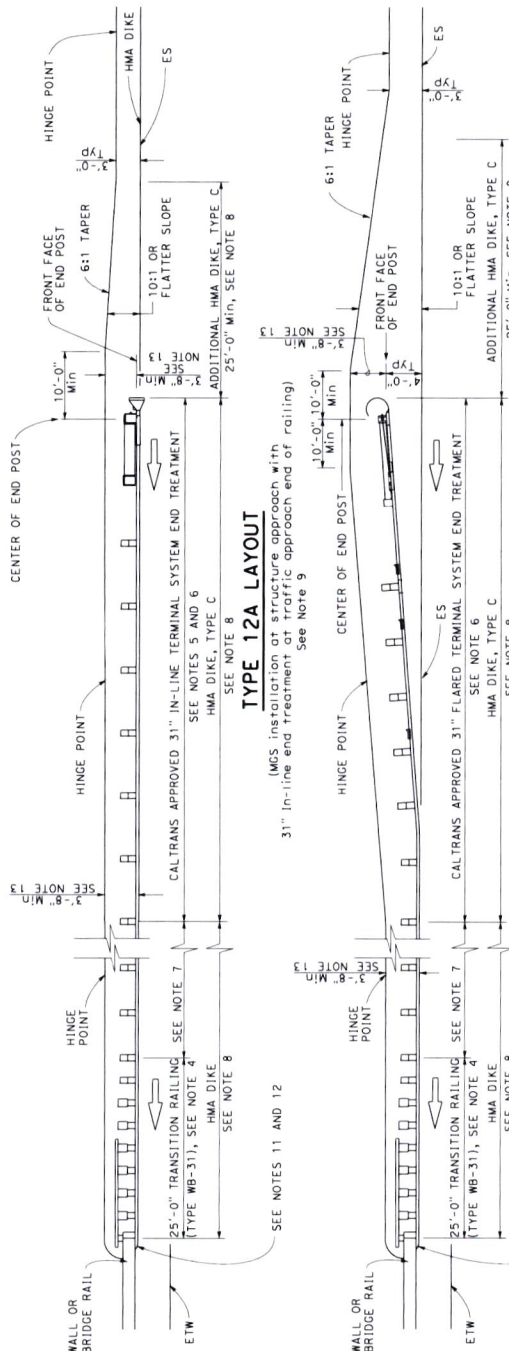 CENTER OF END POST
HINGE POINT
10'-0"
Min
FRONT FACE
OF END POST
6:1 TAPER
3'-0"
Typ
HINGE POINT
HMA DIKE
ES
3'-8" Min
SEE NOTE 13
HINGE
POINT
WALL OR
BRIDGE RAIL
3'-8" Min
SEE
NOTE 13
10:1 OR
FLATTER SLOPE
25'-0" TRANSITION RAILING
(TYPE WB-31), SEE NOTE 4
SEE NOTE 7
CALTRANS APPROVED 31" IN-LINE TERMINAL SYSTEM END TREATMENT
SEE NOTES 5 AND 6
ADDITIONAL HMA DIKE, TYPE C
25'-0" Min, SEE NOTE 8
HMA DIKE
SEE NOTE 8
HMA DIKE, TYPE C
SEE NOTE 8
ETW
SEE NOTES 11 AND 12
TYPE 12A LAYOUT
(MGS installation at structure approach with
31" In-line end treatment at traffic approach end of railing)
See Note 9
HINGE POINT
CENTER OF END POST
10'-0"
Min
10'-0"
Min
3'-8" Min
SEE NOTE 13
FRONT FACE
OF END POST
6:1 TAPER
HINGE POINT
3'-0"
Typ
ES
3'-8" Min
SEE NOTE 13
HINGE
POINT
WALL OR
BRIDGE RAIL
4'-0"
Typ
ES
10:1 OR
FLATTER SLOPE
25'-0" TRANSITION RAILING
(TYPE WB-31), SEE NOTE 4
SEE NOTE 7
CALTRANS APPROVED 31" FLARED TERMINAL SYSTEM END TREATMENT
SEE NOTE 6
ADDITIONAL HMA DIKE, TYPE C
HMA DIKE
HMA DIKE, TYPE C
ETW